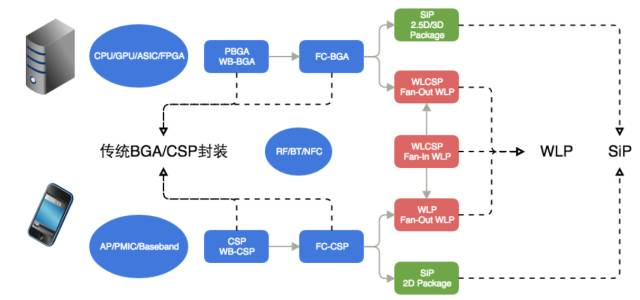 SiP
2.5D/3D
Package
CPU/GPU/ASIC/FPGA
PBGA
WB-BGA
FC-BGA
WLCSP
Fan-Out WLP
传统BGA/CSP封装
RF/BT/NFC
WLCSP
Fan-In WLP
WLP
SiP
WLP
Fan-Out WLP
AP/PMIC/Baseband
CSP
WB-CSP
FC-CSP
SiP
2D Package